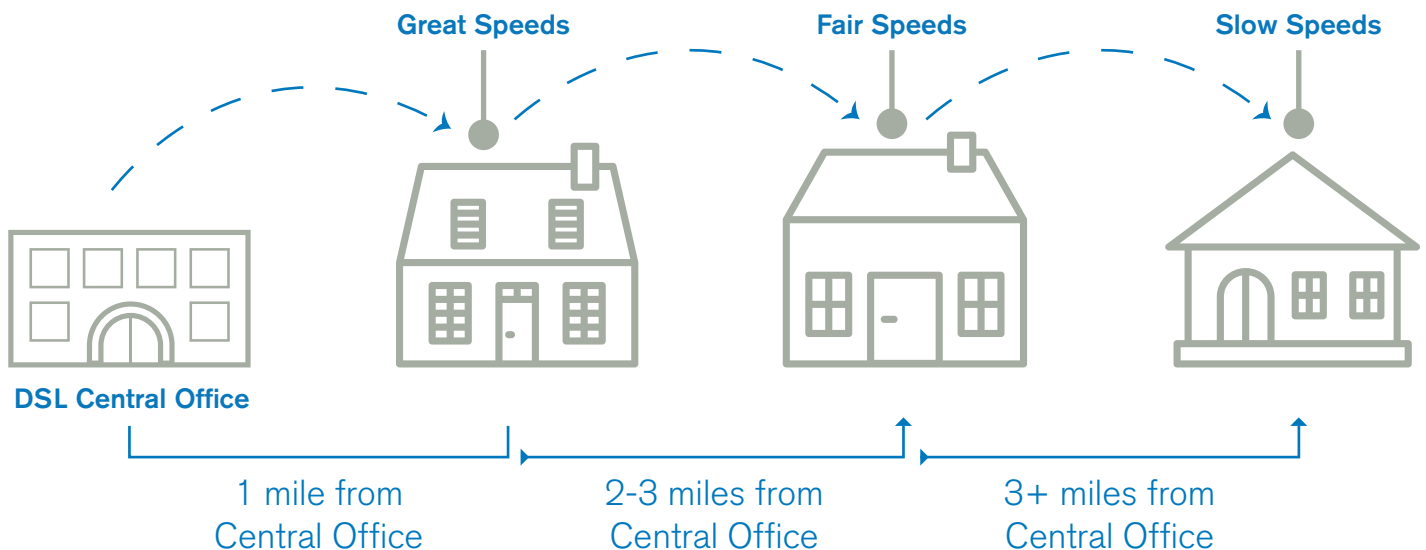 Great Speeds
Fair Speeds
Slow Speeds
DSL Central Office
1 mile from
Central Office
2-3 miles from
Central Office
3+ miles from
Central Office